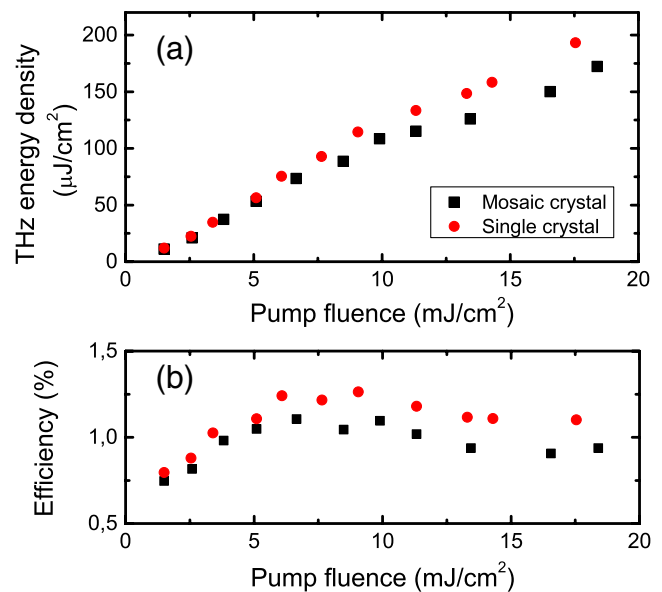 (a)
THz energy density
(μJ/cm²)
200
150
100
50
0
Mosaic crystal
Single crystal
0 5 10 15 20
Pump fluence (mJ/cm²)
(b)
Efficiency (%)
1,5
1,0
0,5
0 5 10 15 20
Pump fluence (mJ/cm²)